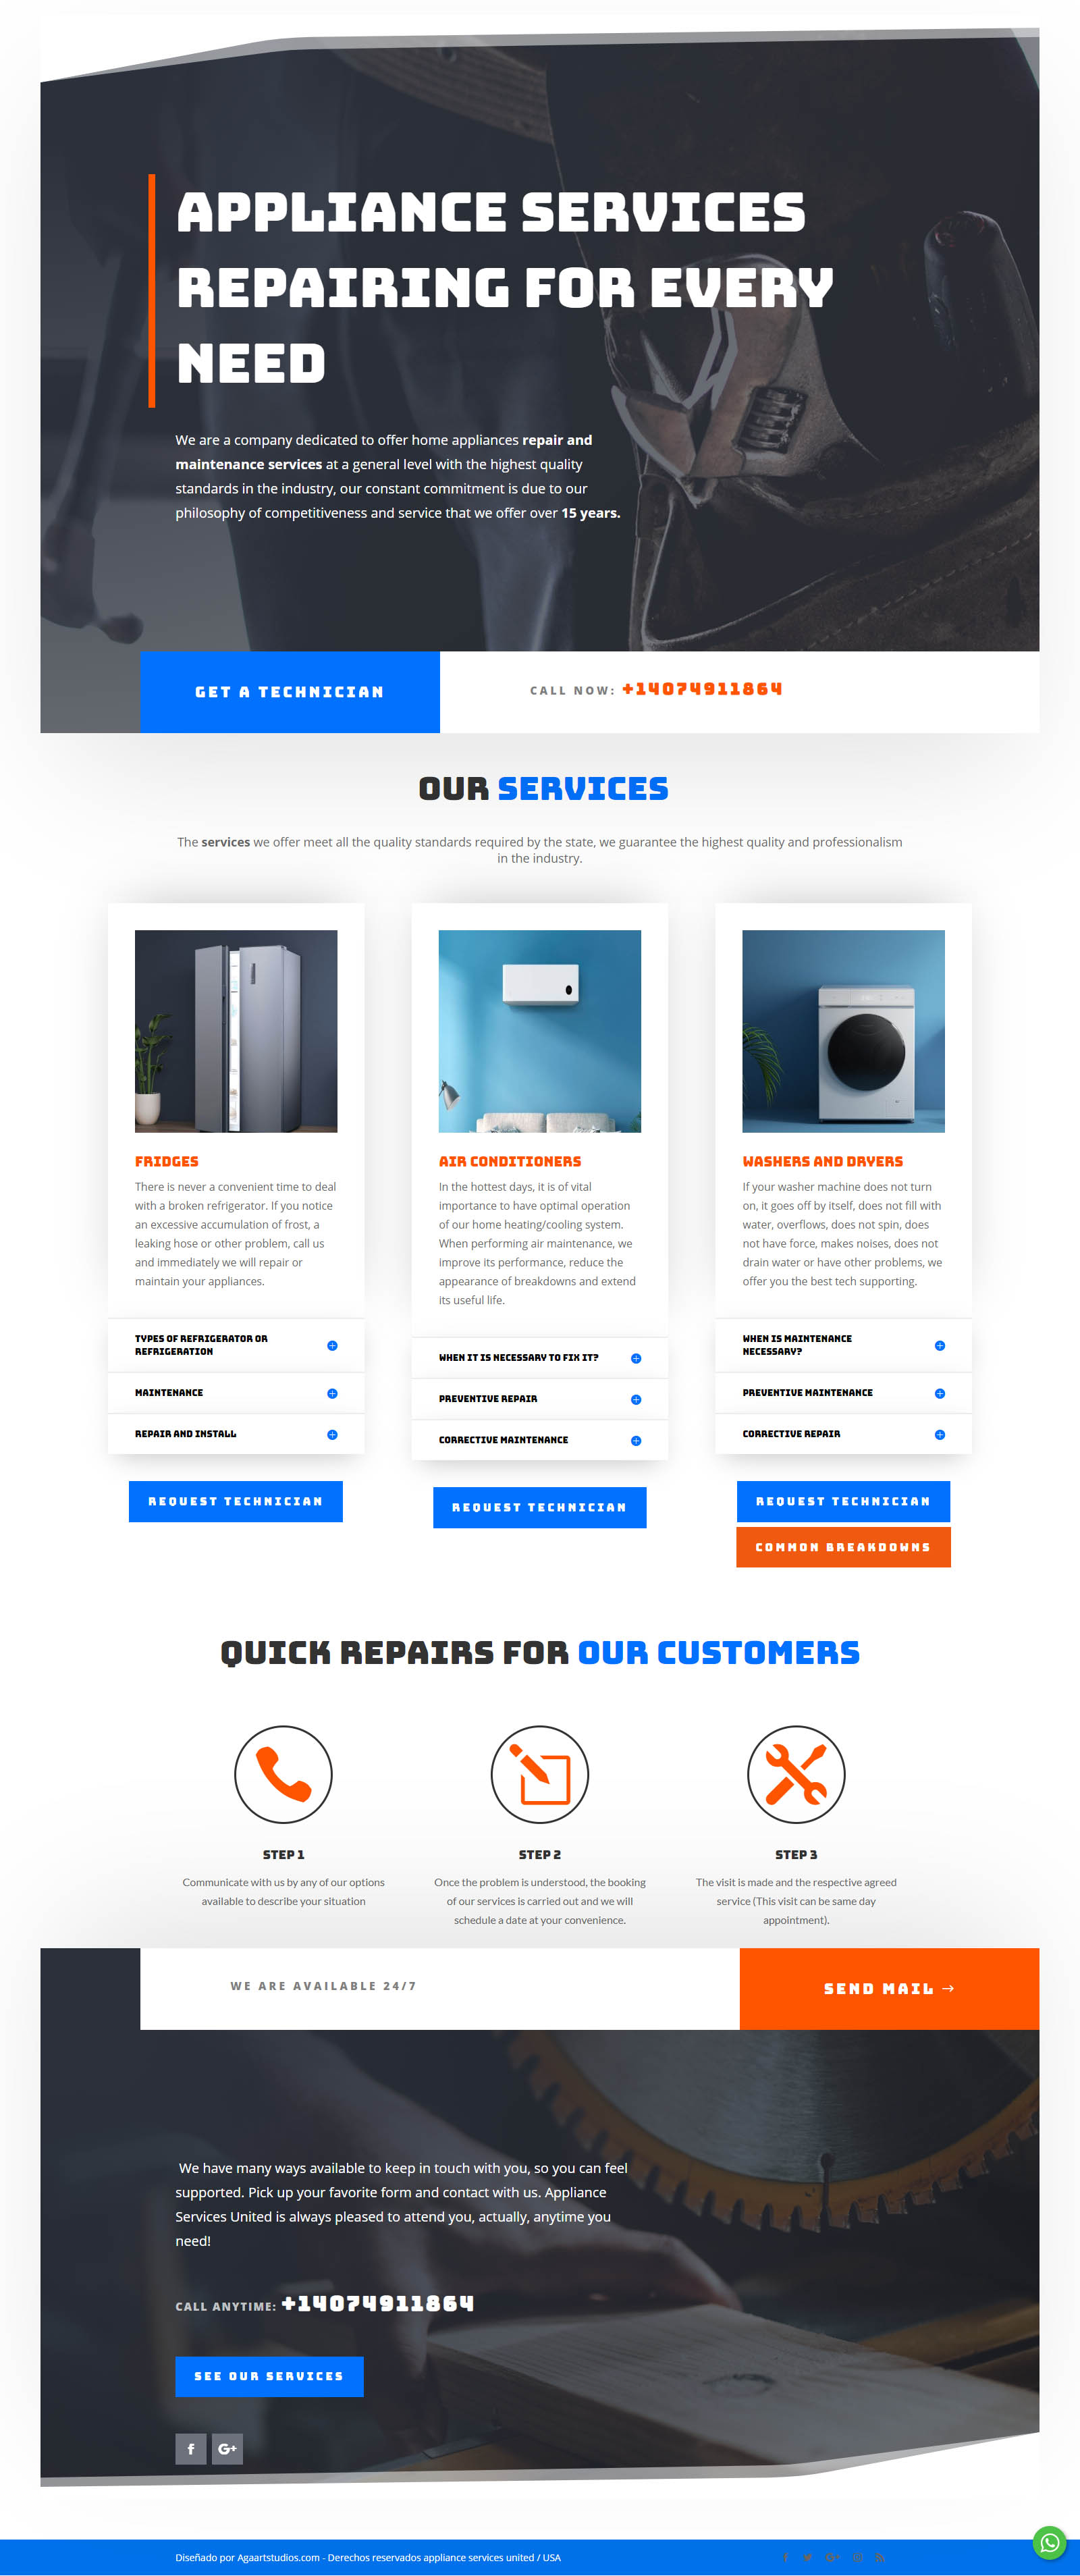 APPLIANCE SERVICES
REPAIRING FOR EVERY
NEED
We are a company dedicated to offer home appliances repair and
maintenance services at a general level with the highest quality
standards in the industry, our constant commitment is due to our
philosophy of competitiveness and service that we offer over 15 years.
GET A TECHNICIAN
CALL NOW: +14074911864
OUR SERVICES
The services we offer meet all the quality standards required by the state, we guarantee the highest quality and professionalism
in the industry.
FRIDGES
There is never a convenient time to deal
with a broken refrigerator. If you notice
an excessive accumulation of frost, a
leaking hose or other problem, call us
and immediately we will repair or
maintain your appliances.
TYPES OF REFRIGERATOR OR
REFRIGERATION
MAINTENANCE
REPAIR AND INSTALL
REQUEST TECHNICIAN
AIR CONDITIONERS
In the hottest days, it is of vital
importance to have optimal operation
of our home heating/cooling system.
When performing air maintenance, we
improve its performance, reduce the
appearance of breakdowns and extend
its useful life.
WHEN IT IS NECESSARY TO FIX IT?
PREVENTIVE REPAIR
CORRECTIVE MAINTENANCE
REQUEST TECHNICIAN
WASHERS AND DRYERS
If your washer machine does not turn
on, it goes off by itself, does not fill with
water, overflows, does not spin, does
not have force, makes noises, does not
drain water or have other problems, we
offer you the best tech supporting.
WHEN IS MAINTENANCE
NECESSARY?
PREVENTIVE MAINTENANCE
CORRECTIVE REPAIR
REQUEST TECHNICIAN
COMMON BREAKDOWNS
QUICK REPAIRS FOR OUR CUSTOMERS
STEP 1
Communicate with us by any of our options
available to describe your situation
STEP 2
Once the problem is understood, the booking
of our services is carried out and we will
schedule a date at your convenience.
STEP 3
The visit is made and the respective agreed
service (This visit can be same day
appointment).
WE ARE AVAILABLE 24/7
SEND MAIL →
We have many ways available to keep in touch with you, so you can feel
supported. Pick up your favorite form and contact with us. Appliance
Services United is always pleased to attend you, actually, anytime you
need!
CALL ANYTIME: +14074911864
SEE OUR SERVICES
Diseñado por Agaartstudios.com - Derechos reservados appliance services united / USA